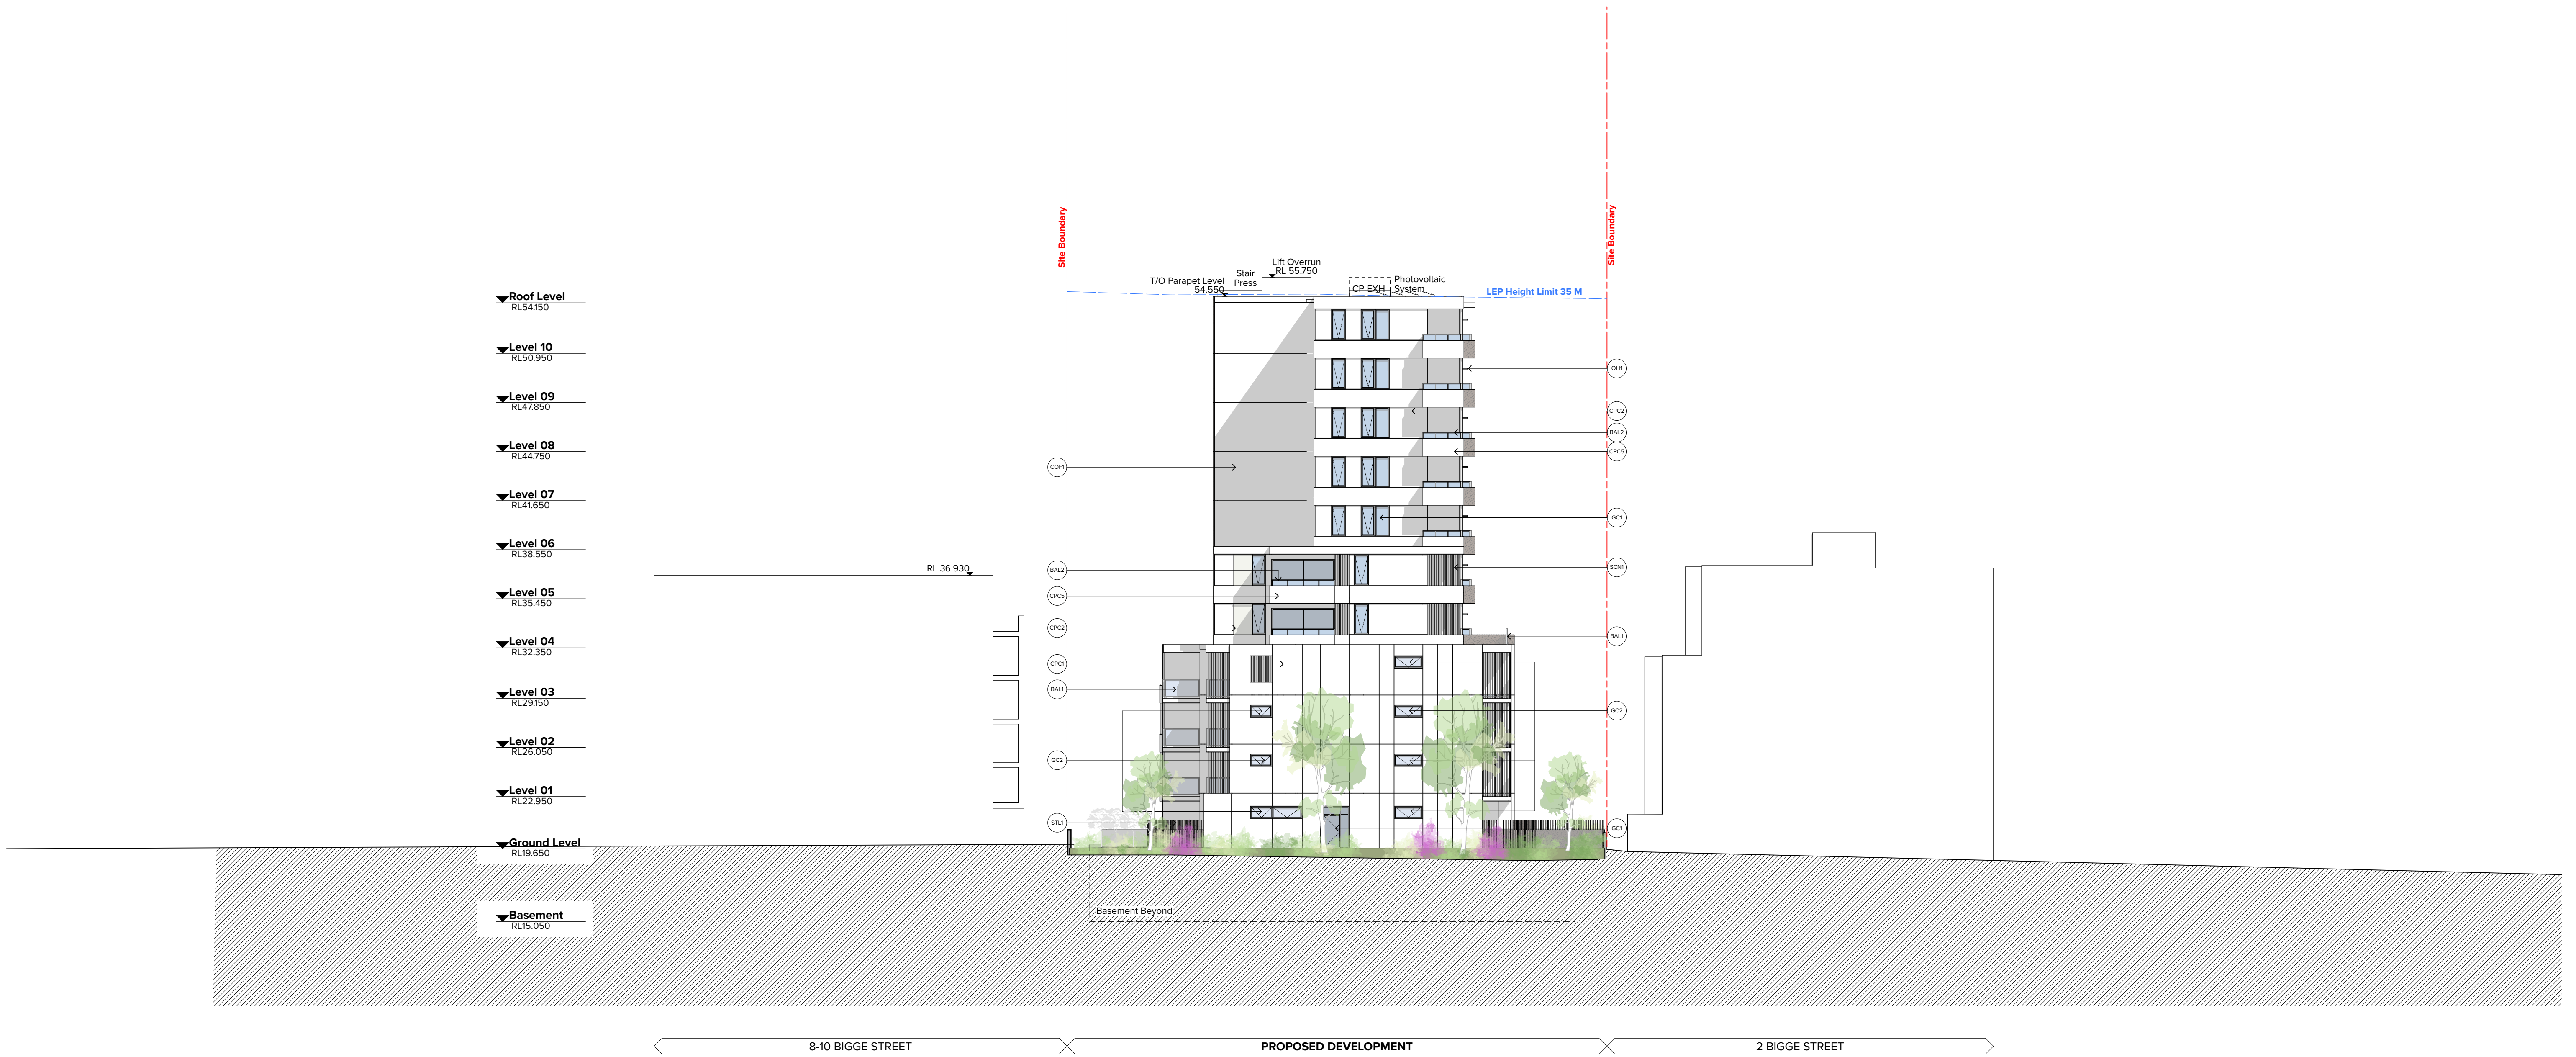 Site Boundary
Site Boundary
Lift Overrun
RL 55.750
Stair
Press
T/O Parapet Level
54.550
CP EXH
Photovoltaic
System
LEP Height Limit 35 M
Roof Level
RL54.150
Level 10
RL50.950
Level 09
RL47.850
Level 08
RL44.750
Level 07
RL41.650
Level 06
RL38.550
Level 05
RL35.450
Level 04
RL32.350
Level 03
RL29.150
Level 02
RL26.050
Level 01
RL22.950
Ground Level
RL19.650
Basement
RL15.050
RL 36.930
COF1
BAL2
CPC5
CPC2
CPC1
BAL1
GC2
STL1
OH1
CPC2
BAL2
CPC5
GC1
SCN1
BAL1
GC2
GC1
Basement Beyond
8-10 BIGGE STREET
PROPOSED DEVELOPMENT
2 BIGGE STREET